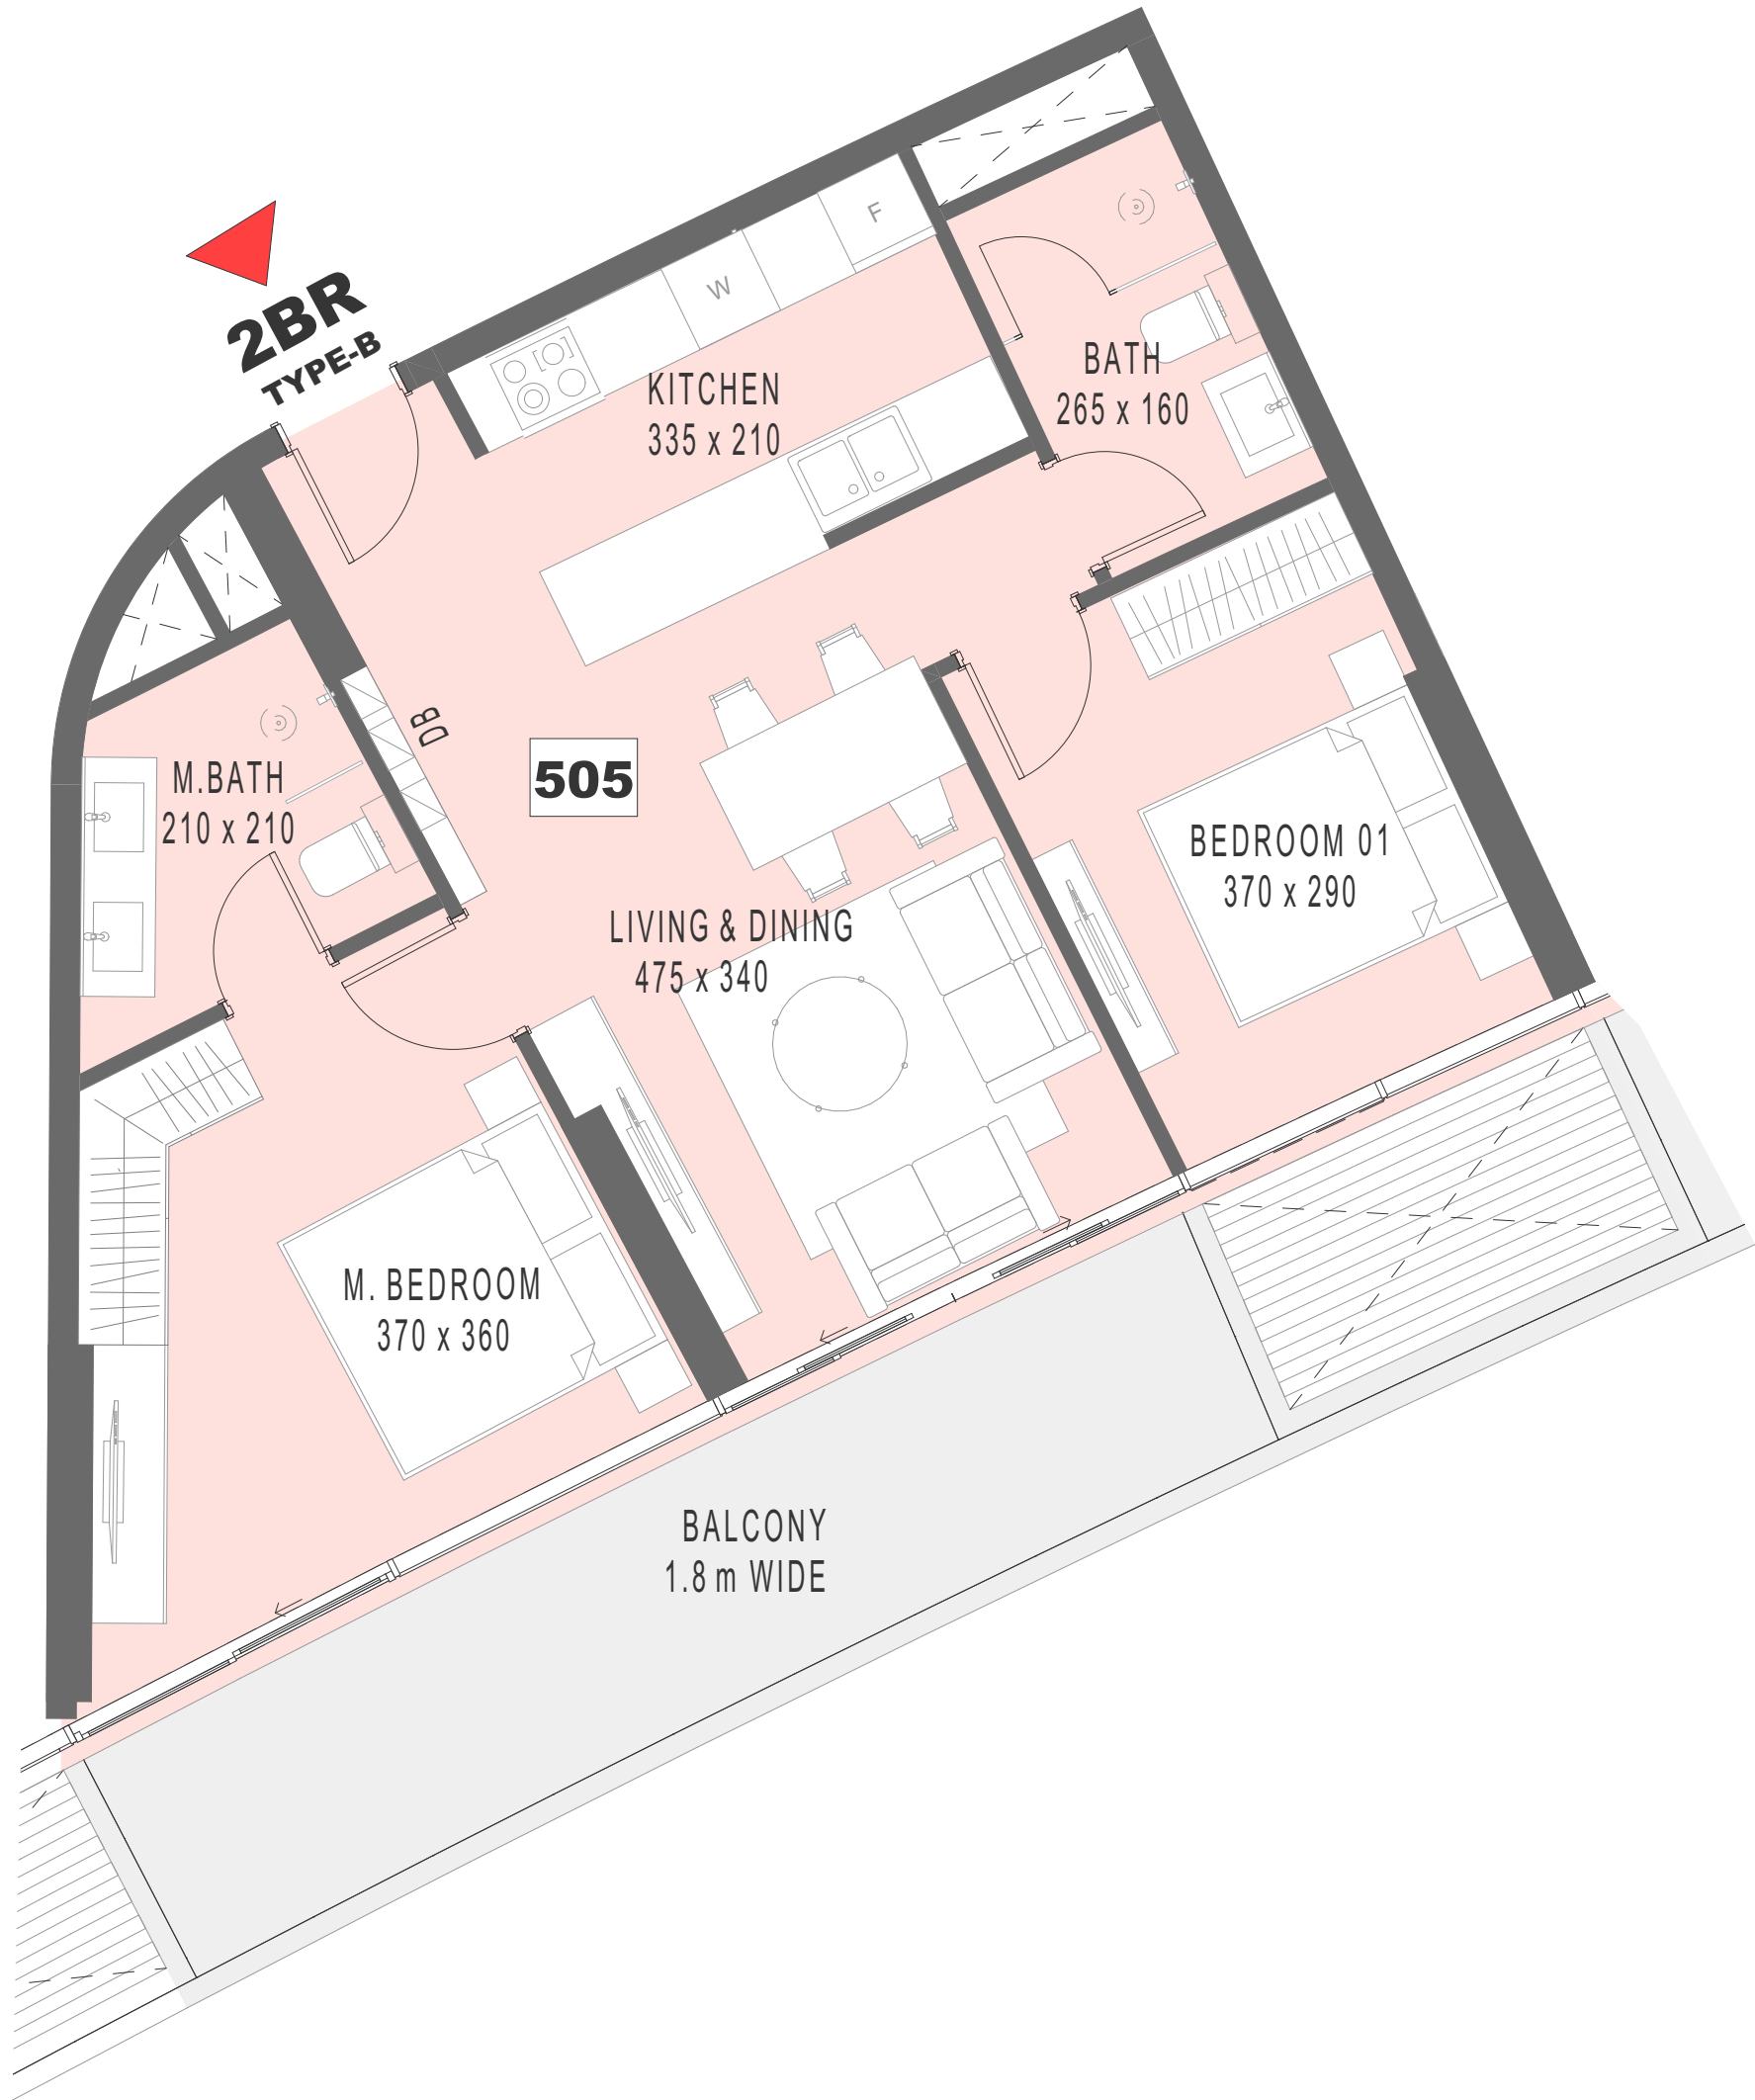 2BR
TYPE-B
F
W
KITCHEN
335 x 210
BATH
265 x 160
DB
505
M.BATH
210 x 210
BEDROOM 01
370 x 290
LIVING & DINING
475 x 340
M. BEDROOM
370 x 360
BALCONY
1.8 m WIDE